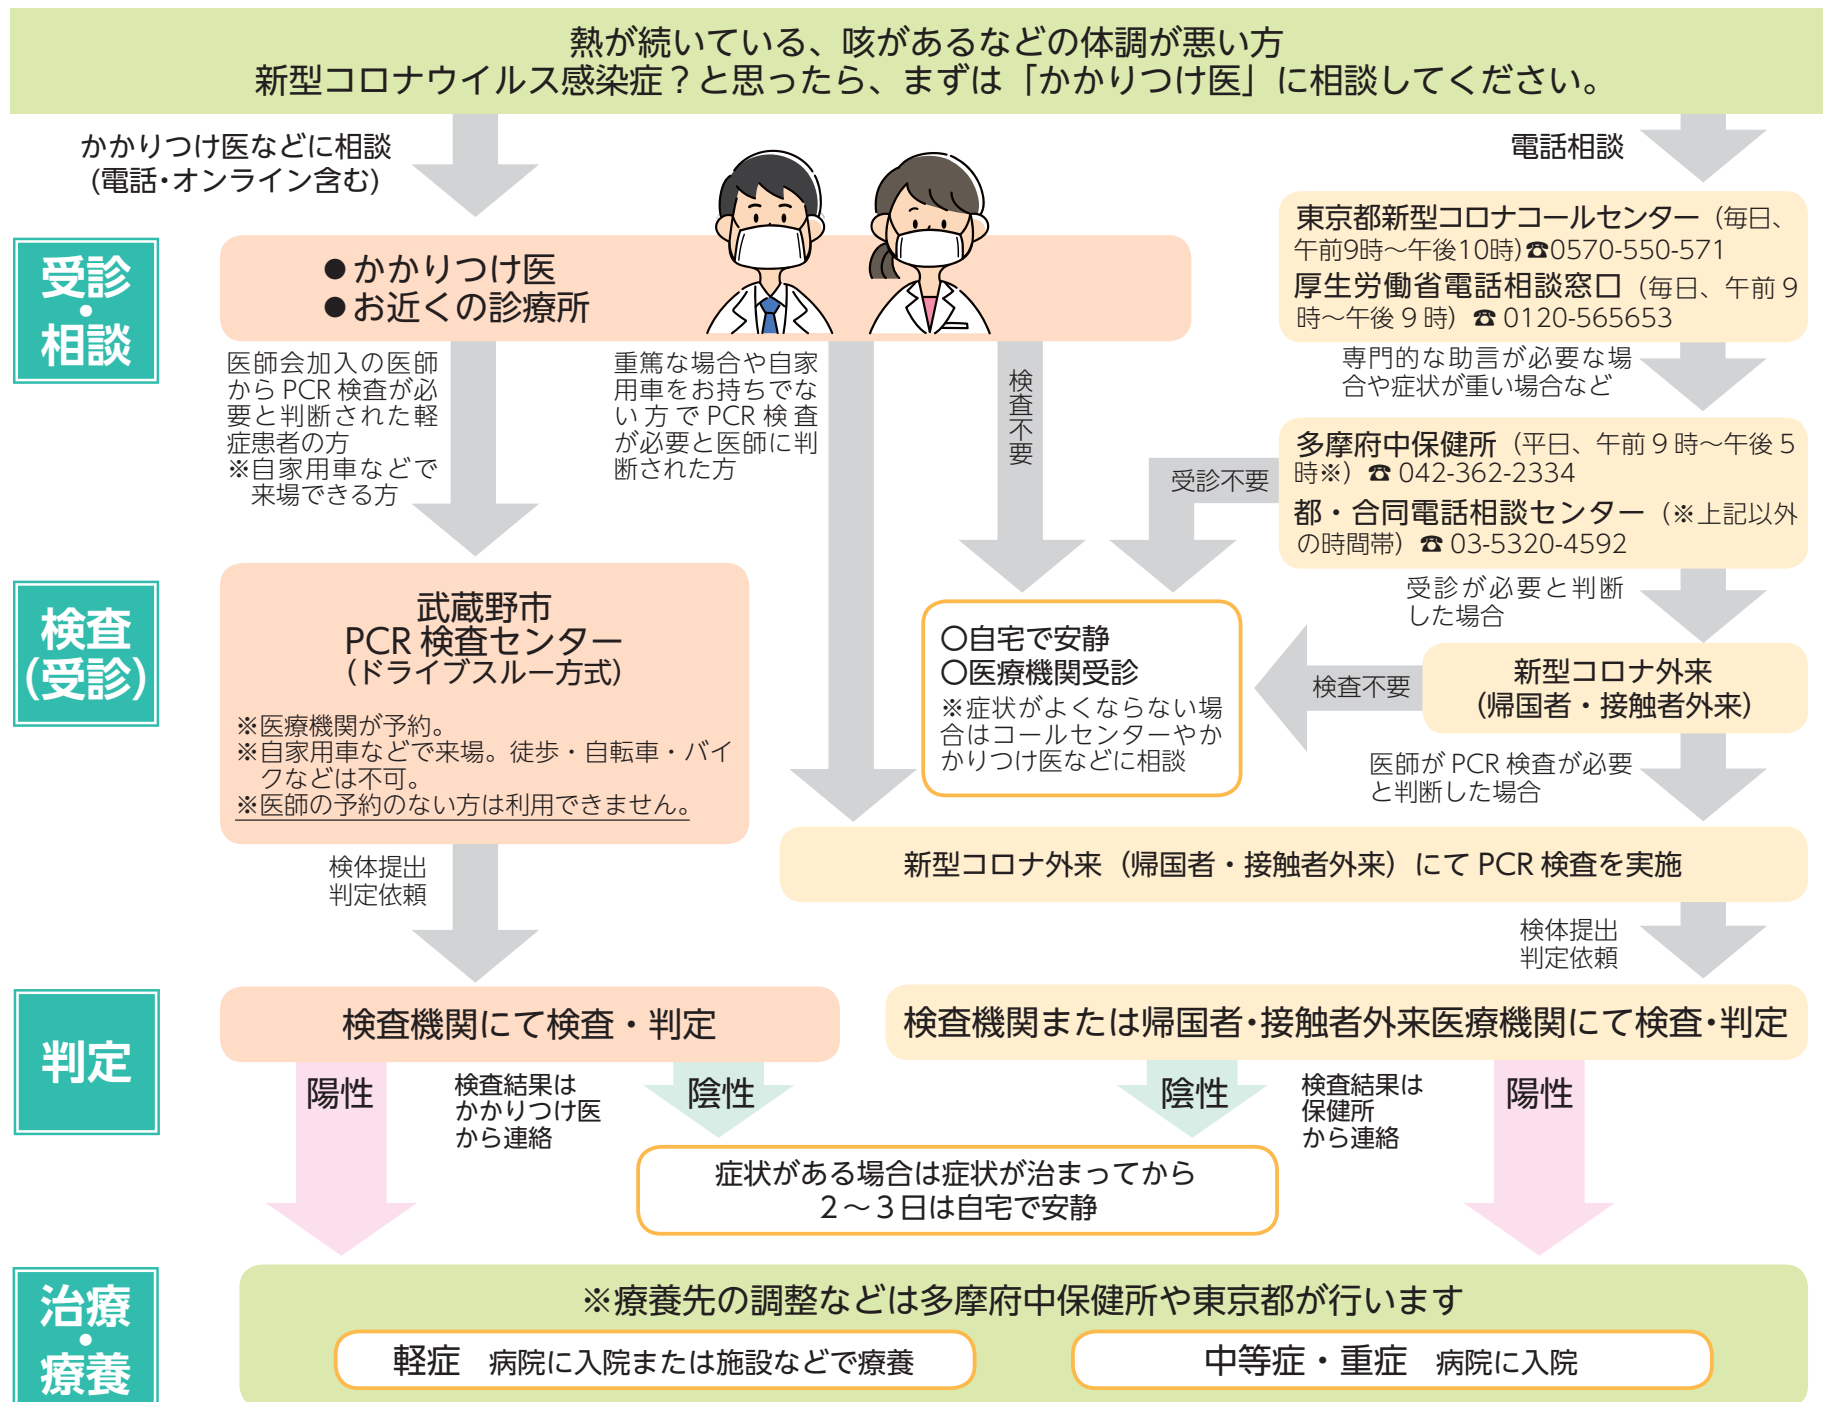 熱が続いている、咳があるなどの体調が悪い方
新型コロナウイルス感染症？と思ったら、まずは「かかりつけ医」に相談してください。
かかりつけ医などに相談
(電話・オンライン含む)
電話相談
受診
・
相談
●かかりつけ医
●お近くの診療所
東京都新型コロナコールセンター（毎日、
午前9時～午後10時)☎0570-550-571
厚生労働省電話相談窓口（毎日、午前９
時～午後９時）☎ 0120-565653
医師会加入の医師
から PCR 検査が必
要と判断された軽
症患者の方
※自家用車などで
来場できる方
重篤な場合や自家
用車をお持ちでな
い方で PCR 検査
が必要と医師に判
断された方
検査不要
専門的な助言が必要な場
合や症状が重い場合など
多摩府中保健所（平日、午前９時～午後５
時※）☎ 042-362-2334
都・合同電話相談センター（※上記以外
の時間帯）☎ 03-5320-4592
受診不要
受診が必要と判断
した場合
検査
(受診)
武蔵野市
PCR 検査センター
（ドライブスルー方式）
※医療機関が予約。
※自家用車などで来場。徒歩・自転車・バイ
クなどは不可。
※医師の予約のない方は利用できません。
○自宅で安静
○医療機関受診
※症状がよくならない場
合はコールセンターやか
かりつけ医などに相談
検査不要
新型コロナ外来
（帰国者・接触者外来）
医師が PCR 検査が必要
と判断した場合
新型コロナ外来（帰国者・接触者外来）にて PCR 検査を実施
検体提出
判定依頼
検体提出
判定依頼
判定
検査機関にて検査・判定
検査機関または帰国者・接触者外来医療機関にて検査・判定
陽性
検査結果は
かかりつけ医
から連絡
陰性
陰性
検査結果は
保健所
から連絡
陽性
症状がある場合は症状が治まってから
２～３日は自宅で安静
治療
・
療養
※療養先の調整などは多摩府中保健所や東京都が行います
軽症　病院に入院または施設などで療養
中等症・重症　病院に入院